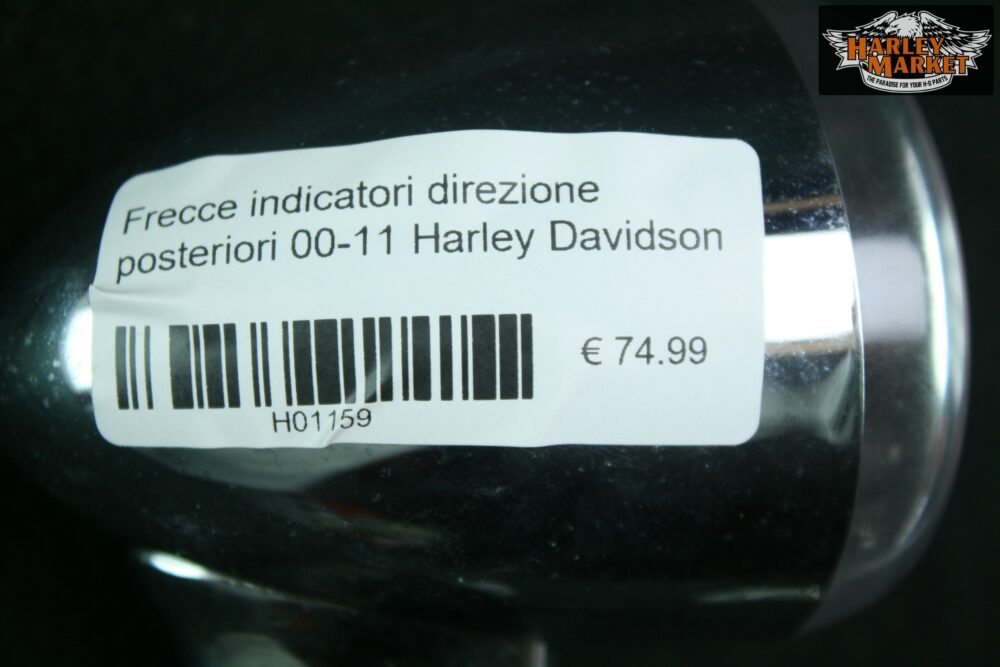 HARLEY
MARKET
THE PARADISE FOR YOUR H-D PARTS
Frecce indicatori direzione
posteriori 00-11 Harley Davidson
€ 74.99
H01159